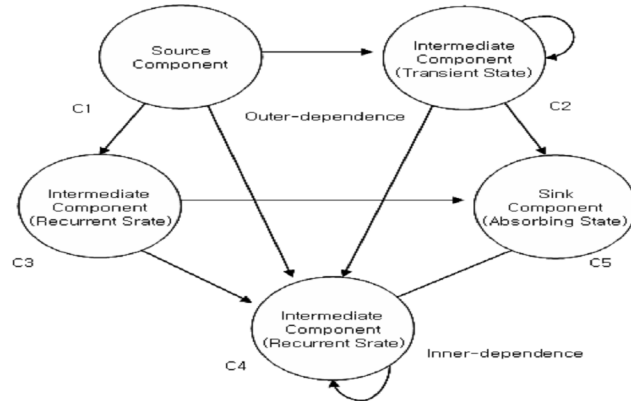 Source
Component
Intermediate
Component
(Transient State)
C1
Outer-dependence
C2
Intermediate
Component
(Recurrent Srate)
Sink
Component
(Absorbing State)
C3
C5
Intermediate
Component
(Recurrent Srate)
Inner-dependence
C4